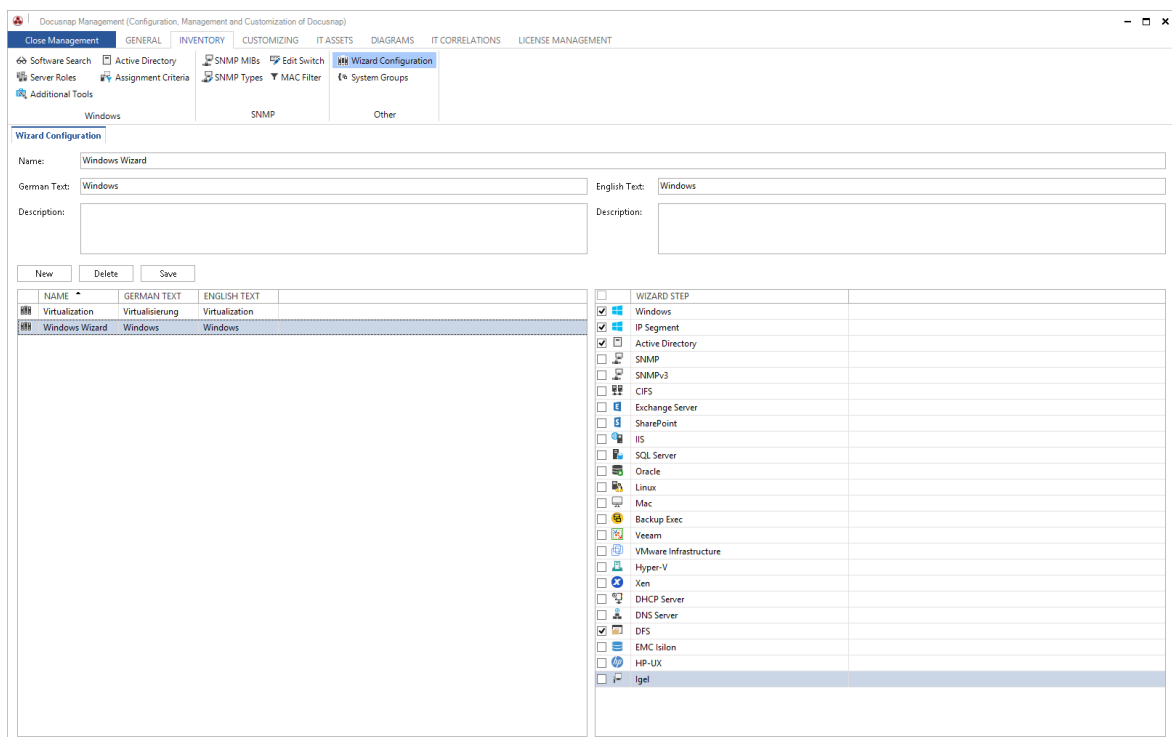 Docusnap Management (Configuration, Management and Customization of Docusnap)
Close Management GENERAL INVENTORY CUSTOMIZING IT ASSETS DIAGRAMS IT CORRELATIONS LICENSE MANAGEMENT
Software Search Active Directory SNMP MIBs Edit Switch Wizard Configuration
Server Roles Assignment Criteria SNMP Types MAC Filter System Groups
Additional Tools
Windows SNMP Other
Wizard Configuration
Name: Windows Wizard
German Text: Windows English Text: Windows
Description: Description:
New Delete Save
NAME GERMAN TEXT ENGLISH TEXT
Virtualization Virtualisierung Virtualization
Windows Wizard Windows Windows
WIZARD STEP
Windows
IP Segment
Active Directory
SNMP
SNMPv3
CIFS
Exchange Server
SharePoint
IIS
SQL Server
Oracle
Linux
Mac
Backup Exec
Veeam
VMware Infrastructure
Hyper-V
Xen
DHCP Server
DNS Server
DFS
EMC Isilon
HP-UX
Igel